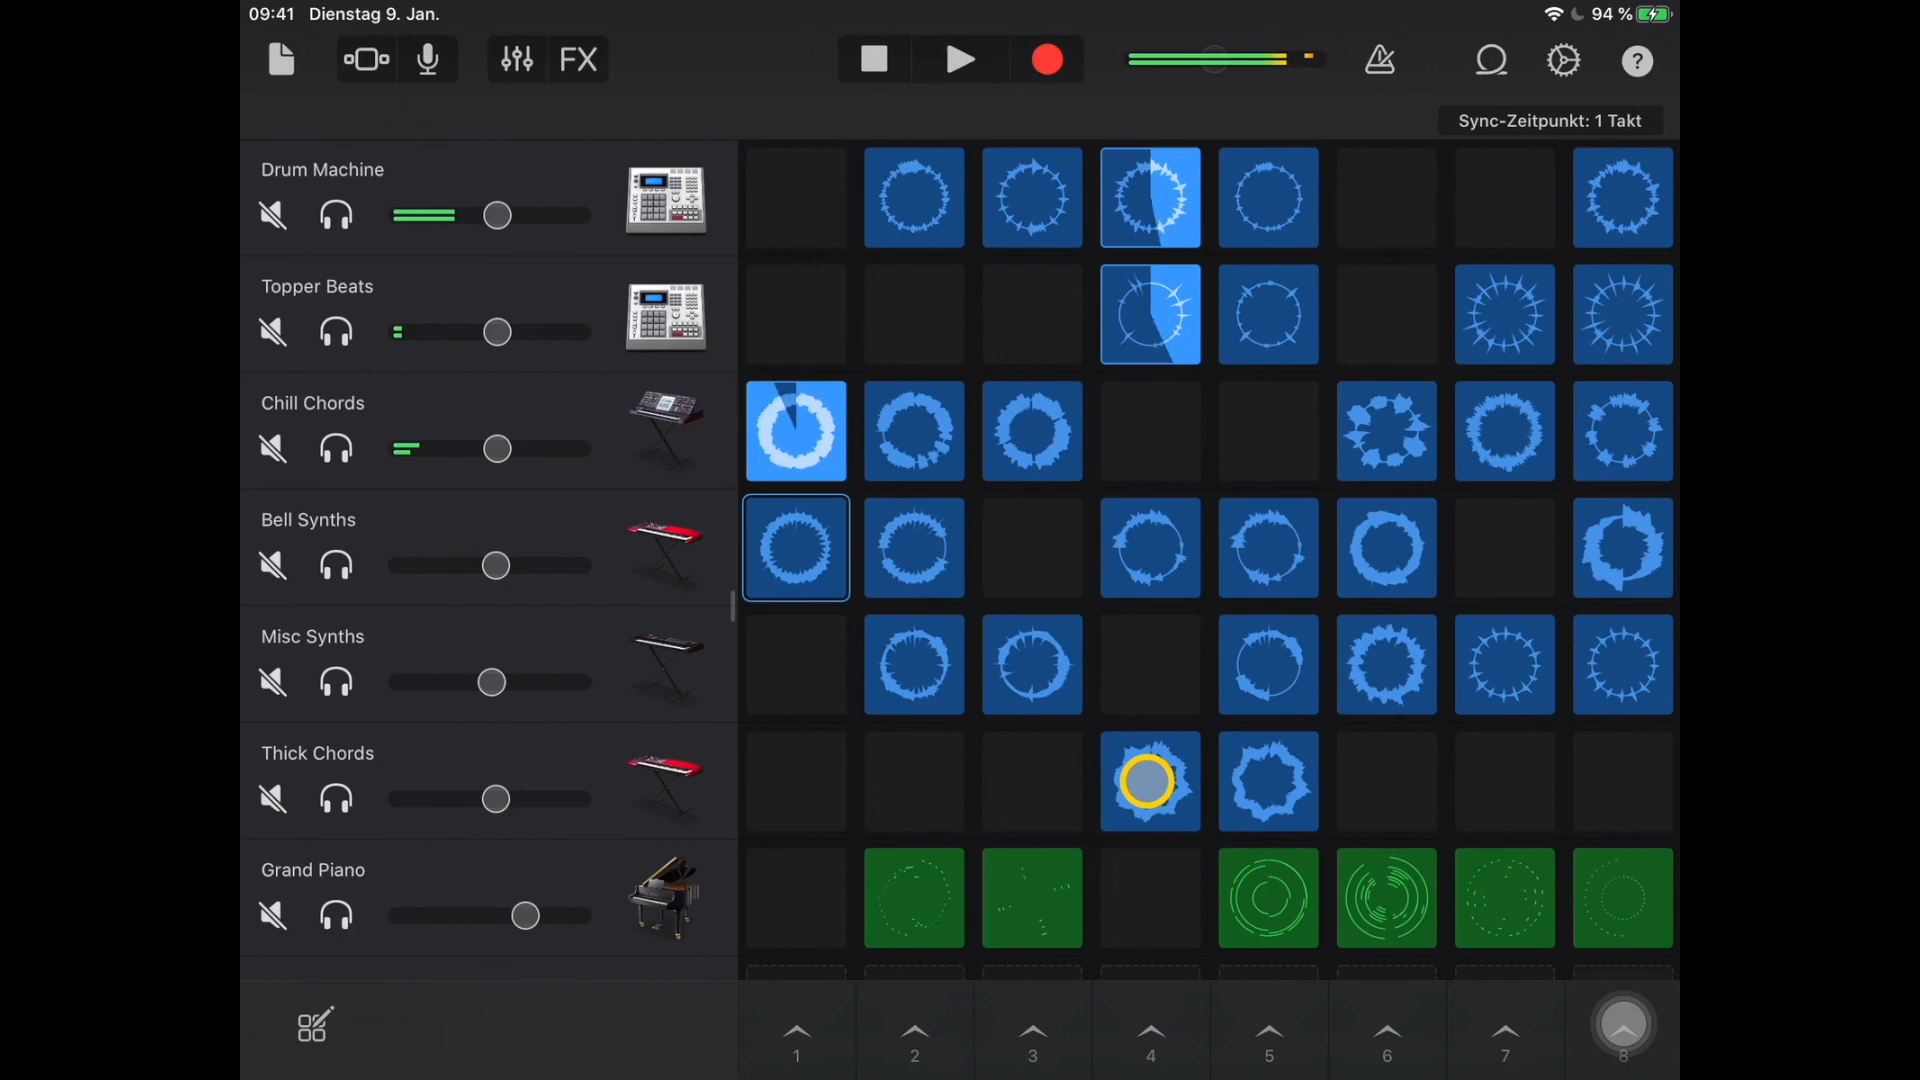 09:41 Dienstag 9. Jan.
94 %
FX
?
Sync-Zeitpunkt: 1 Takt
Drum Machine
Topper Beats
Chill Chords
Bell Synths
Misc Synths
Thick Chords
Grand Piano
1 2 3 4 5 6 7 8